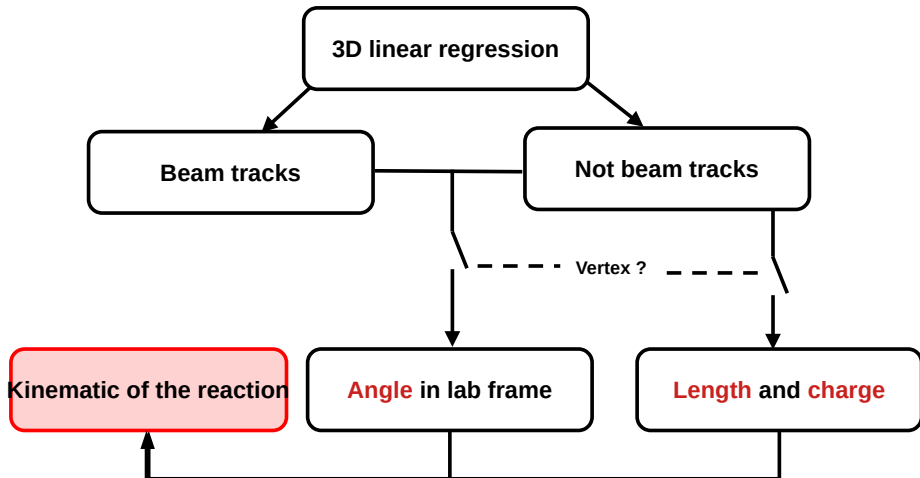 3D linear regression
Beam tracks
Not beam tracks
Vertex ?
Kinematic of the reaction
Angle in lab frame
Length and charge